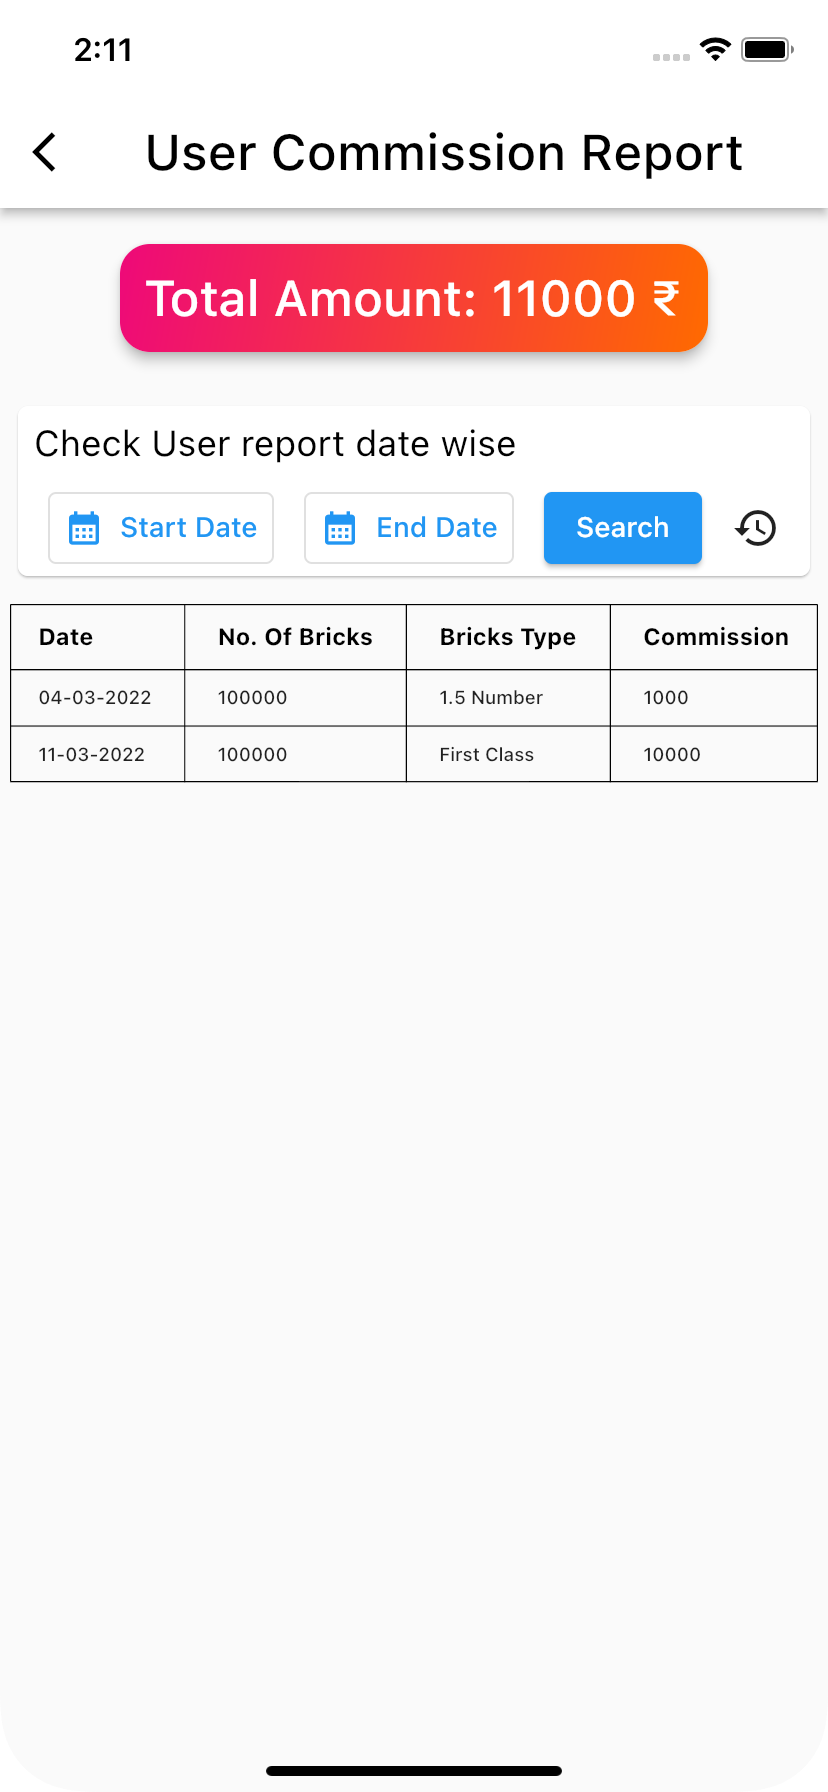 2:11
User Commission Report
Total Amount: 11000 ₹
Check User report date wise
Start Date End Date Search
Date No. Of Bricks Bricks Type Commission
04-03-2022 100000 1.5 Number 1000
11-03-2022 100000 First Class 10000